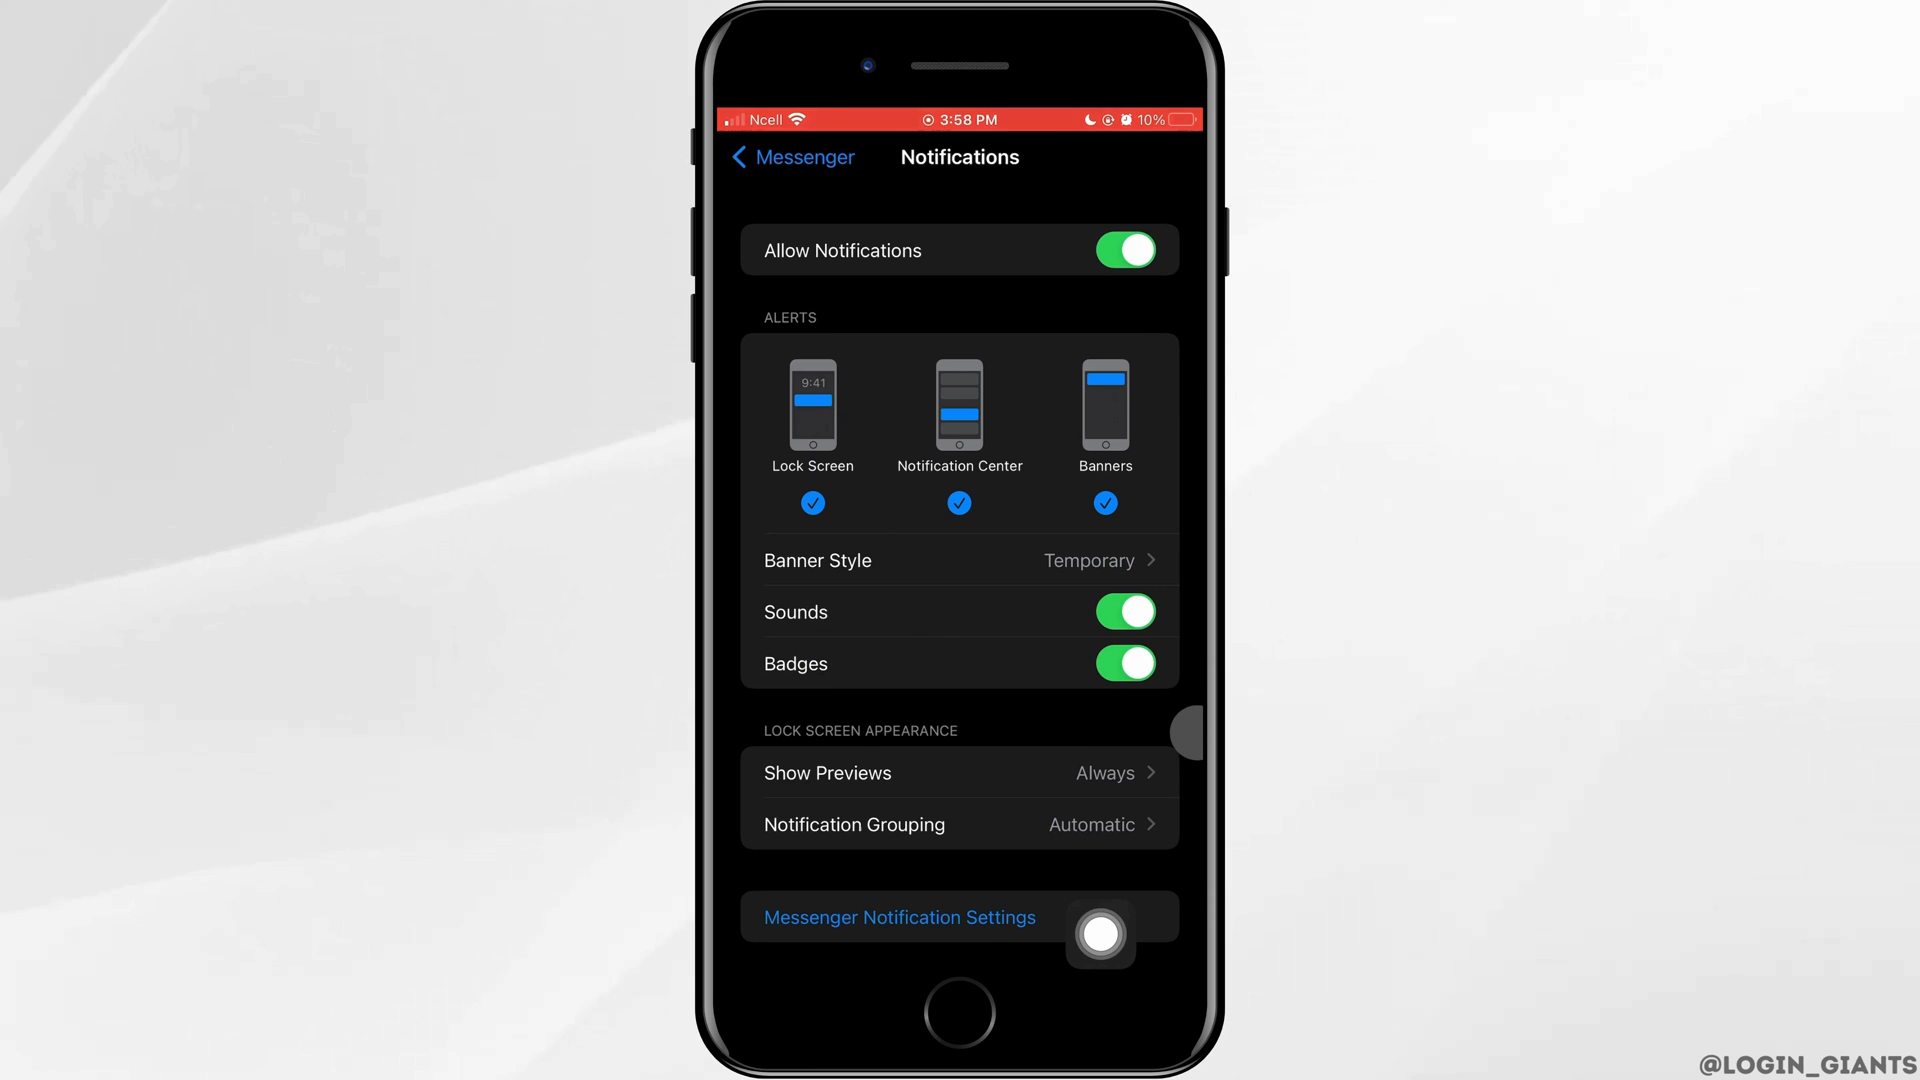 Ncell 3:58 PM 10%
Messenger Notifications
Allow Notifications
ALERTS
9:41
Lock Screen Notification Center Banners
Banner Style Temporary
Sounds
Badges
LOCK SCREEN APPEARANCE
Show Previews Always
Notification Grouping Automatic
Messenger Notification Settings
@LOGIN_GIANTS